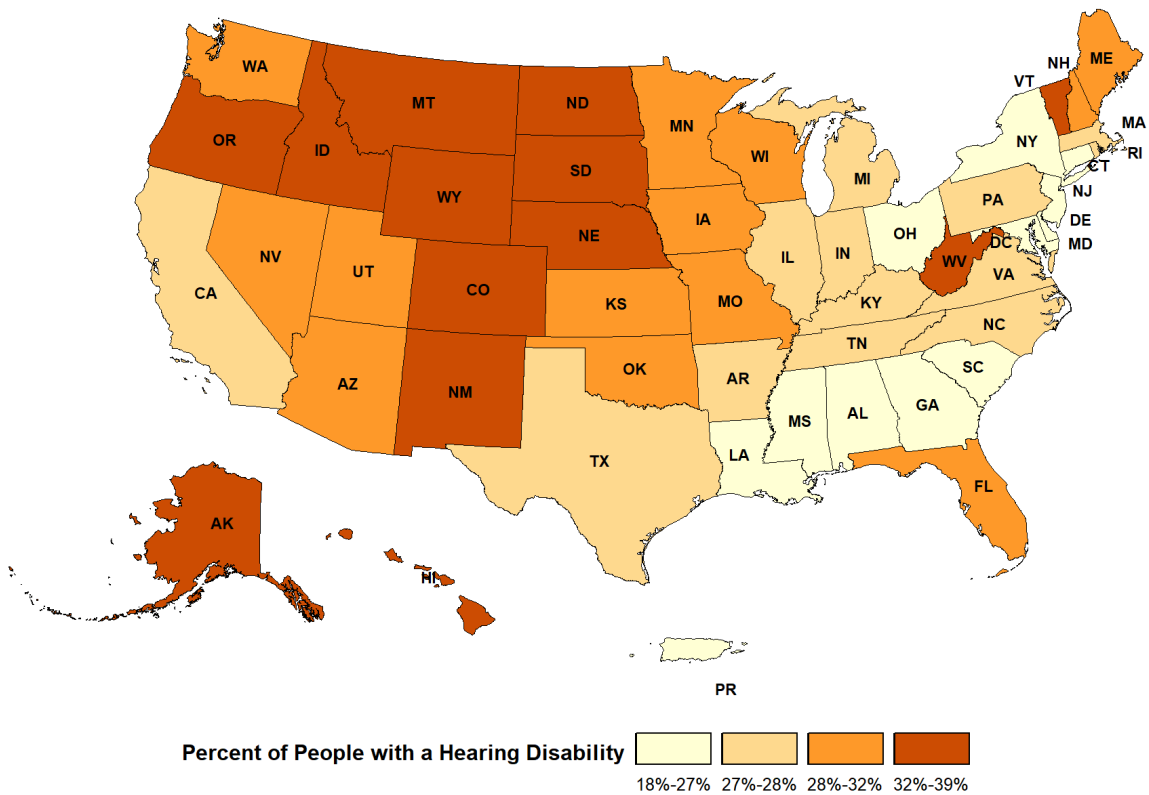 WA
MT
ND
MN
VT
NH
ME
OR
ID
SD
WI
NY
MA
RI
WY
MI
CT
IA
PA
NJ
NE
OH
DE
NV
UT
CO
IL
IN
WV
DC
MD
CA
KS
MO
KY
VA
AZ
NM
OK
AR
TN
NC
SC
MS
AL
GA
TX
LA
FL
AK
HI
PR
Percent of People with a Hearing Disability
18%-27% 27%-28% 28%-32% 32%-39%